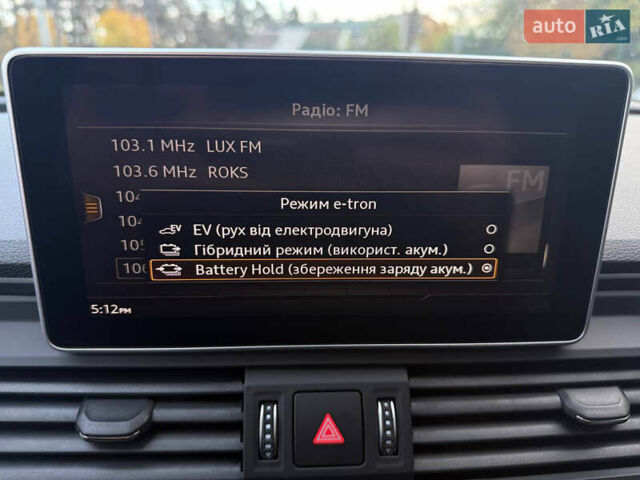 auto RIA .com
Радіо: FM
103.1 MHz LUX FM
103.6 MHz ROKS
FM
Режим e-tron
EV (рух від електродвигуна)
Гібридний режим (використ. акум.)
Battery Hold (збереження заряду акум.)
5:12PM